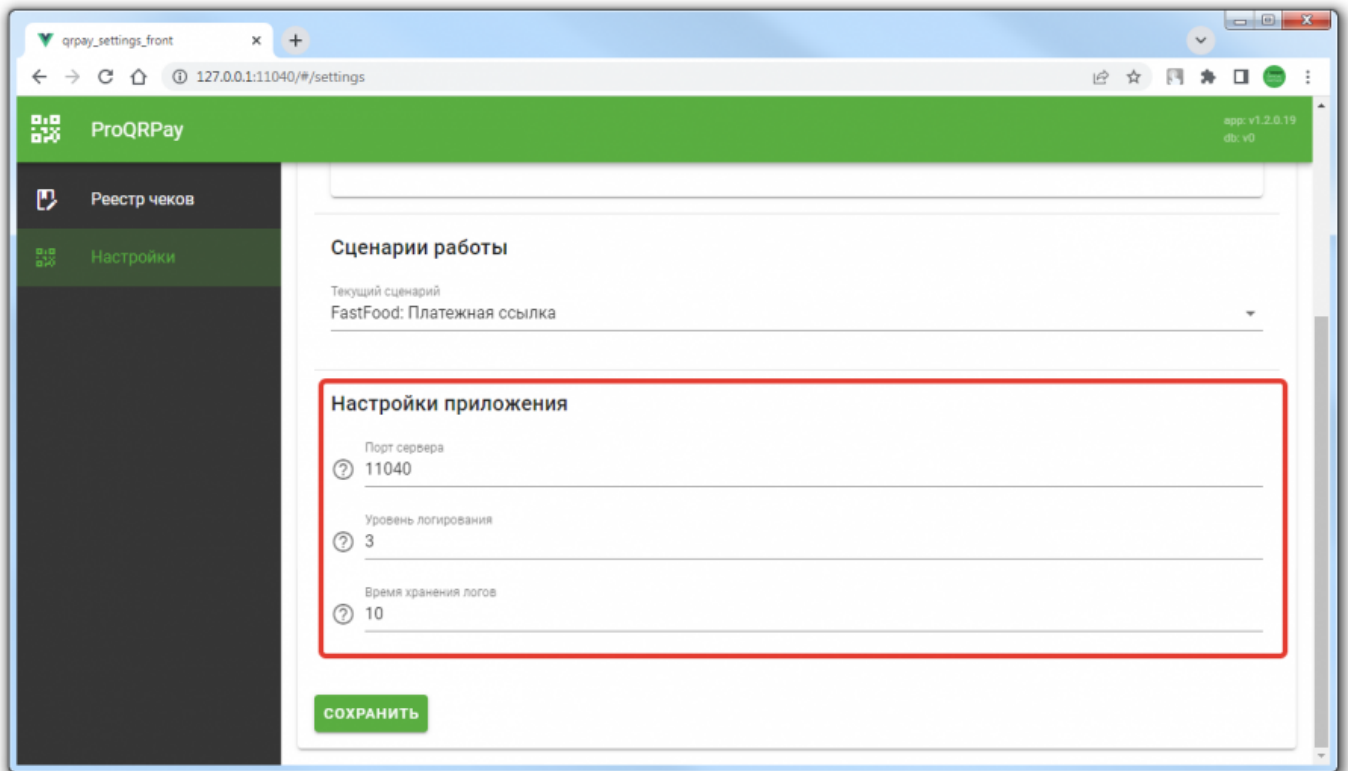 qrpay_settings_front
127.0.0.1:11040/#/settings
ProQRPay
app: v1.2.0.19
db: v0
Реестр чеков
Настройки
Сценарии работы
Текущий сценарий
FastFood: Платежная ссылка
Настройки приложения
Порт сервера
11040
Уровень логирования
3
Время хранения логов
10
СОХРАНИТЬ